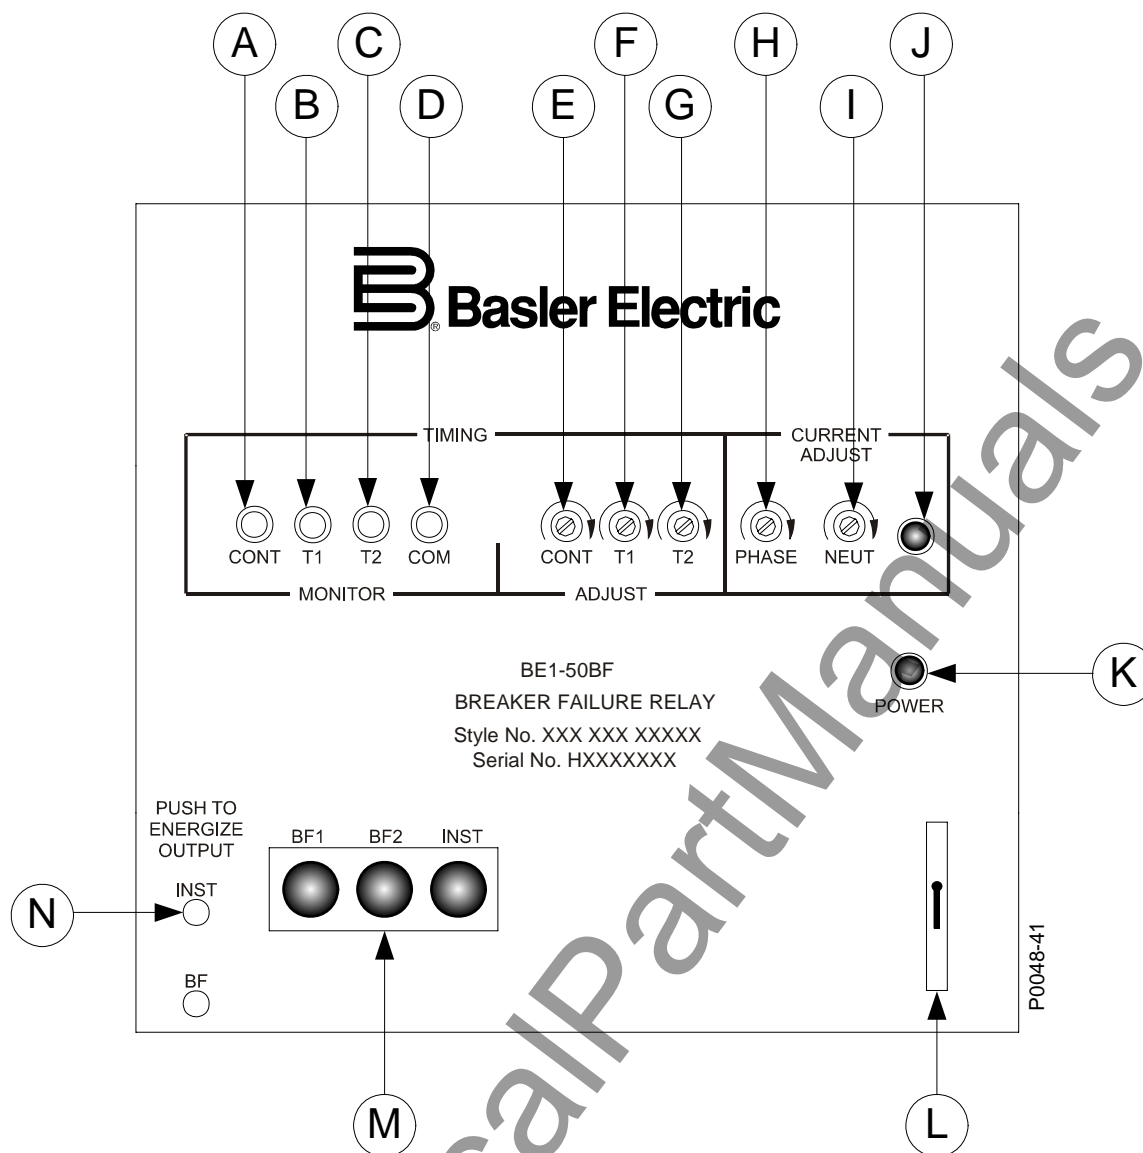 A
C
F
H
J
B
D
E
G
I
B® Basler Electric
TIMING
CURRENT
ADJUST
CONT T1 T2 COM
CONT T1 T2
PHASE NEUT
MONITOR
ADJUST
BE1-50BF
BREAKER FAILURE RELAY
Style No. XXX XXX XXXXX
Serial No. HXXXXXXX
K
POWER
PUSH TO
ENERGIZE
OUTPUT
INST
BF
BF1 BF2 INST
N
M
L
P0048-41
calPartManuals